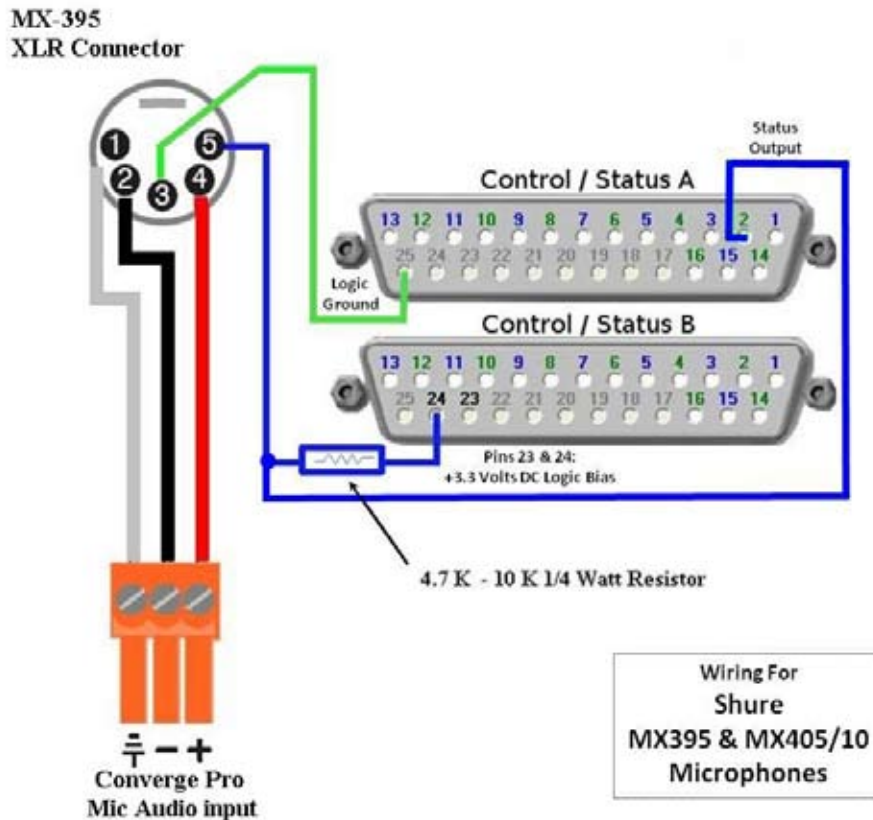 MX-395
XLR Connector
1
5
2
4
3
Status
Output
Control / Status A
13 12 11 10 9 8 7 6 5 4 3 2 1
25 24 23 22 21 20 19 18 17 16 15 14
Logic
Ground
Control / Status B
13 12 11 10 9 8 7 6 5 4 3 2 1
25 24 23 22 21 20 19 18 17 16 15 14
Pins 23 & 24:
+3.3 Volts DC Logic Bias
4.7 K - 10 K 1/4 Watt Resistor
Wiring For
Shure
MX395 & MX405/10
Microphones
- +
Converge Pro
Mic Audio input